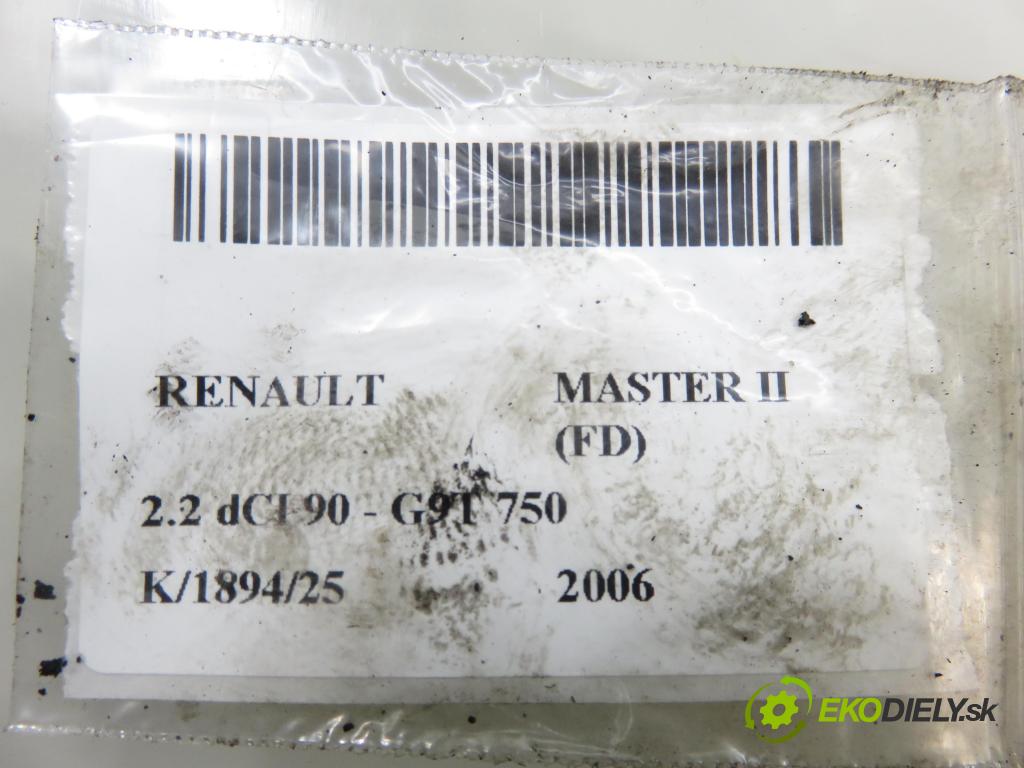 RENAULT MASTER II
(FD)
2.2 dCI 90 - G9T 750
K/1894/25 2006
EKODIELY.sk